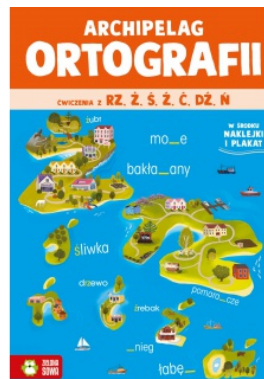 ARCHIPELAG
ORTOGRAFII
ĆWICZENIA Z RZ, Ż, Ś, Ź, Ć, DŹ, Ń
W ŚRODKU
NAKLEJKI
I PLAKAT
żubr
mo_e
bakła_any
śliwka
pomara_cze
drzewo
źrebak
_nieg
łabę_
ZIELONA
SOWA